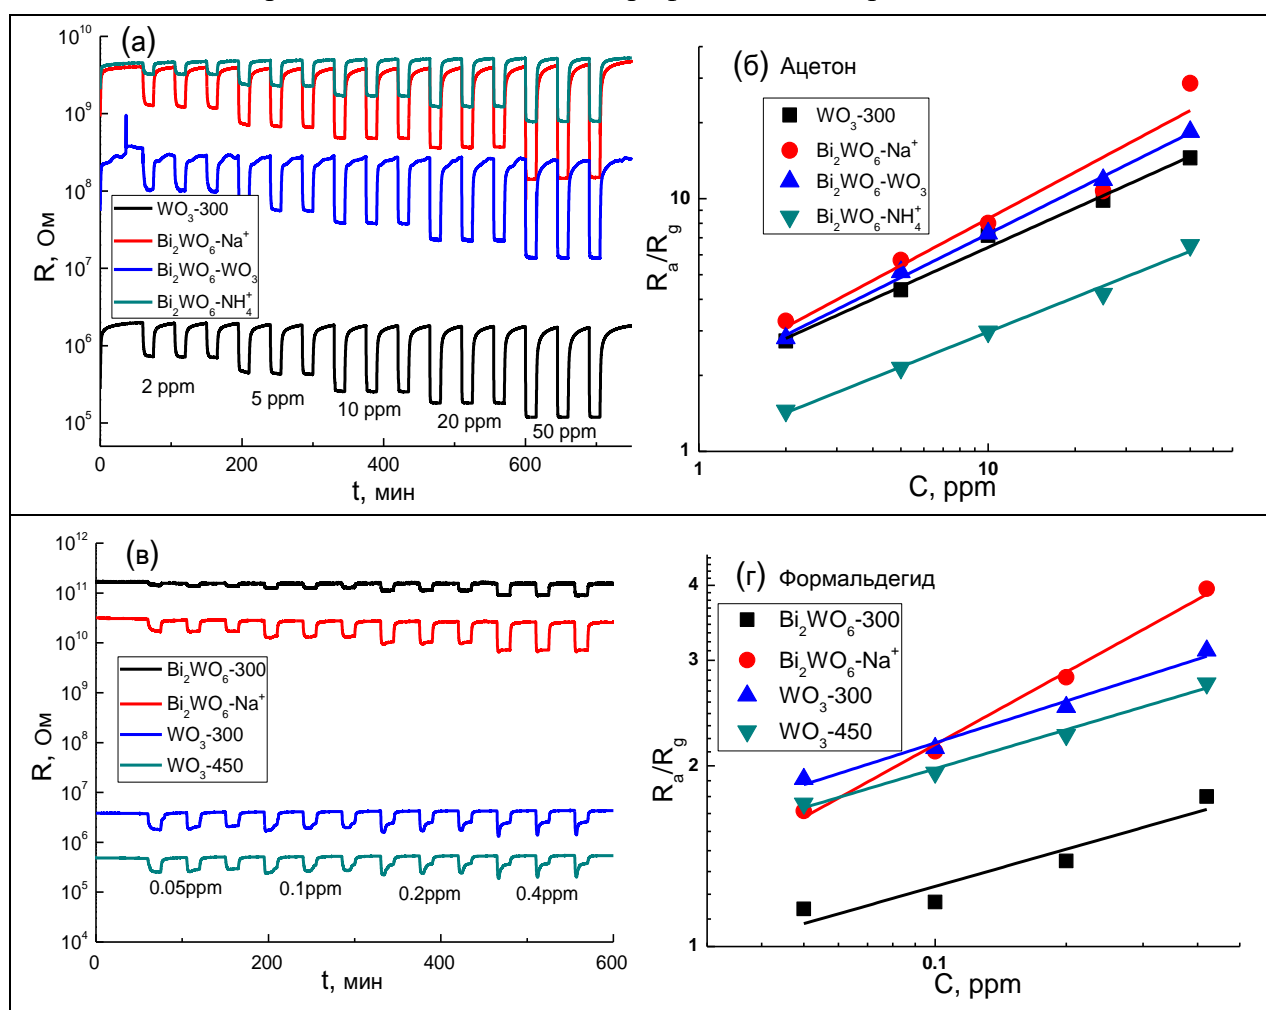 (а)
10^10
10^9
10^8
10^7
10^6
10^5
R, Ом
WO₃-300
Bi₂WO₆-Na⁺
Bi₂WO₆-WO₃
Bi₂WO₆-NH₄⁺
2 ppm
5 ppm
10 ppm
20 ppm
50 ppm
0
200
400
600
t, мин
(б) Ацетон
WO₃-300
Bi₂WO₆-Na⁺
Bi₂WO₆-WO₃
Bi₂WO₆-NH₄⁺
10
1
Rₐ/R_g
1
10
C, ppm
(в)
10^12
10^11
10^10
10^9
10^8
10^7
10^6
10^5
10^4
R, Ом
Bi₂WO₆-300
Bi₂WO₆-Na⁺
WO₃-300
WO₃-450
0.05ppm
0.1ppm
0.2ppm
0.4ppm
0
200
400
600
t, мин
(г) Формальдегид
Bi₂WO₆-300
Bi₂WO₆-Na⁺
WO₃-300
WO₃-450
4
3
2
1
Rₐ/R_g
0.1
C, ppm